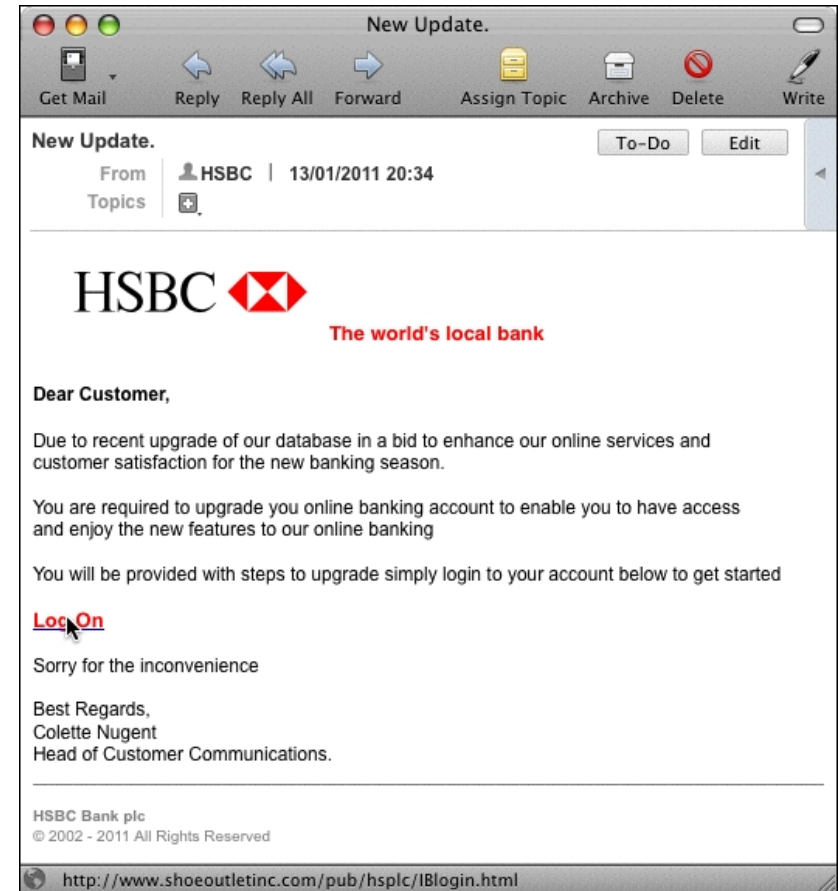 New Update.
Get Mail Reply Reply All Forward Assign Topic Archive Delete Write
New Update. To-Do Edit
From HSBC | 13/01/2011 20:34
Topics
HSBC
The world's local bank
Dear Customer,
Due to recent upgrade of our database in a bid to enhance our online services and
customer satisfaction for the new banking season.
You are required to upgrade you online banking account to enable you to have access
and enjoy the new features to our online banking
You will be provided with steps to upgrade simply login to your account below to get started
Log On
Sorry for the inconvenience
Best Regards,
Colette Nugent
Head of Customer Communications.
HSBC Bank plc
© 2002 - 2011 All Rights Reserved
http://www.shoeoutletinc.com/pub/hsplc/IBlogin.html